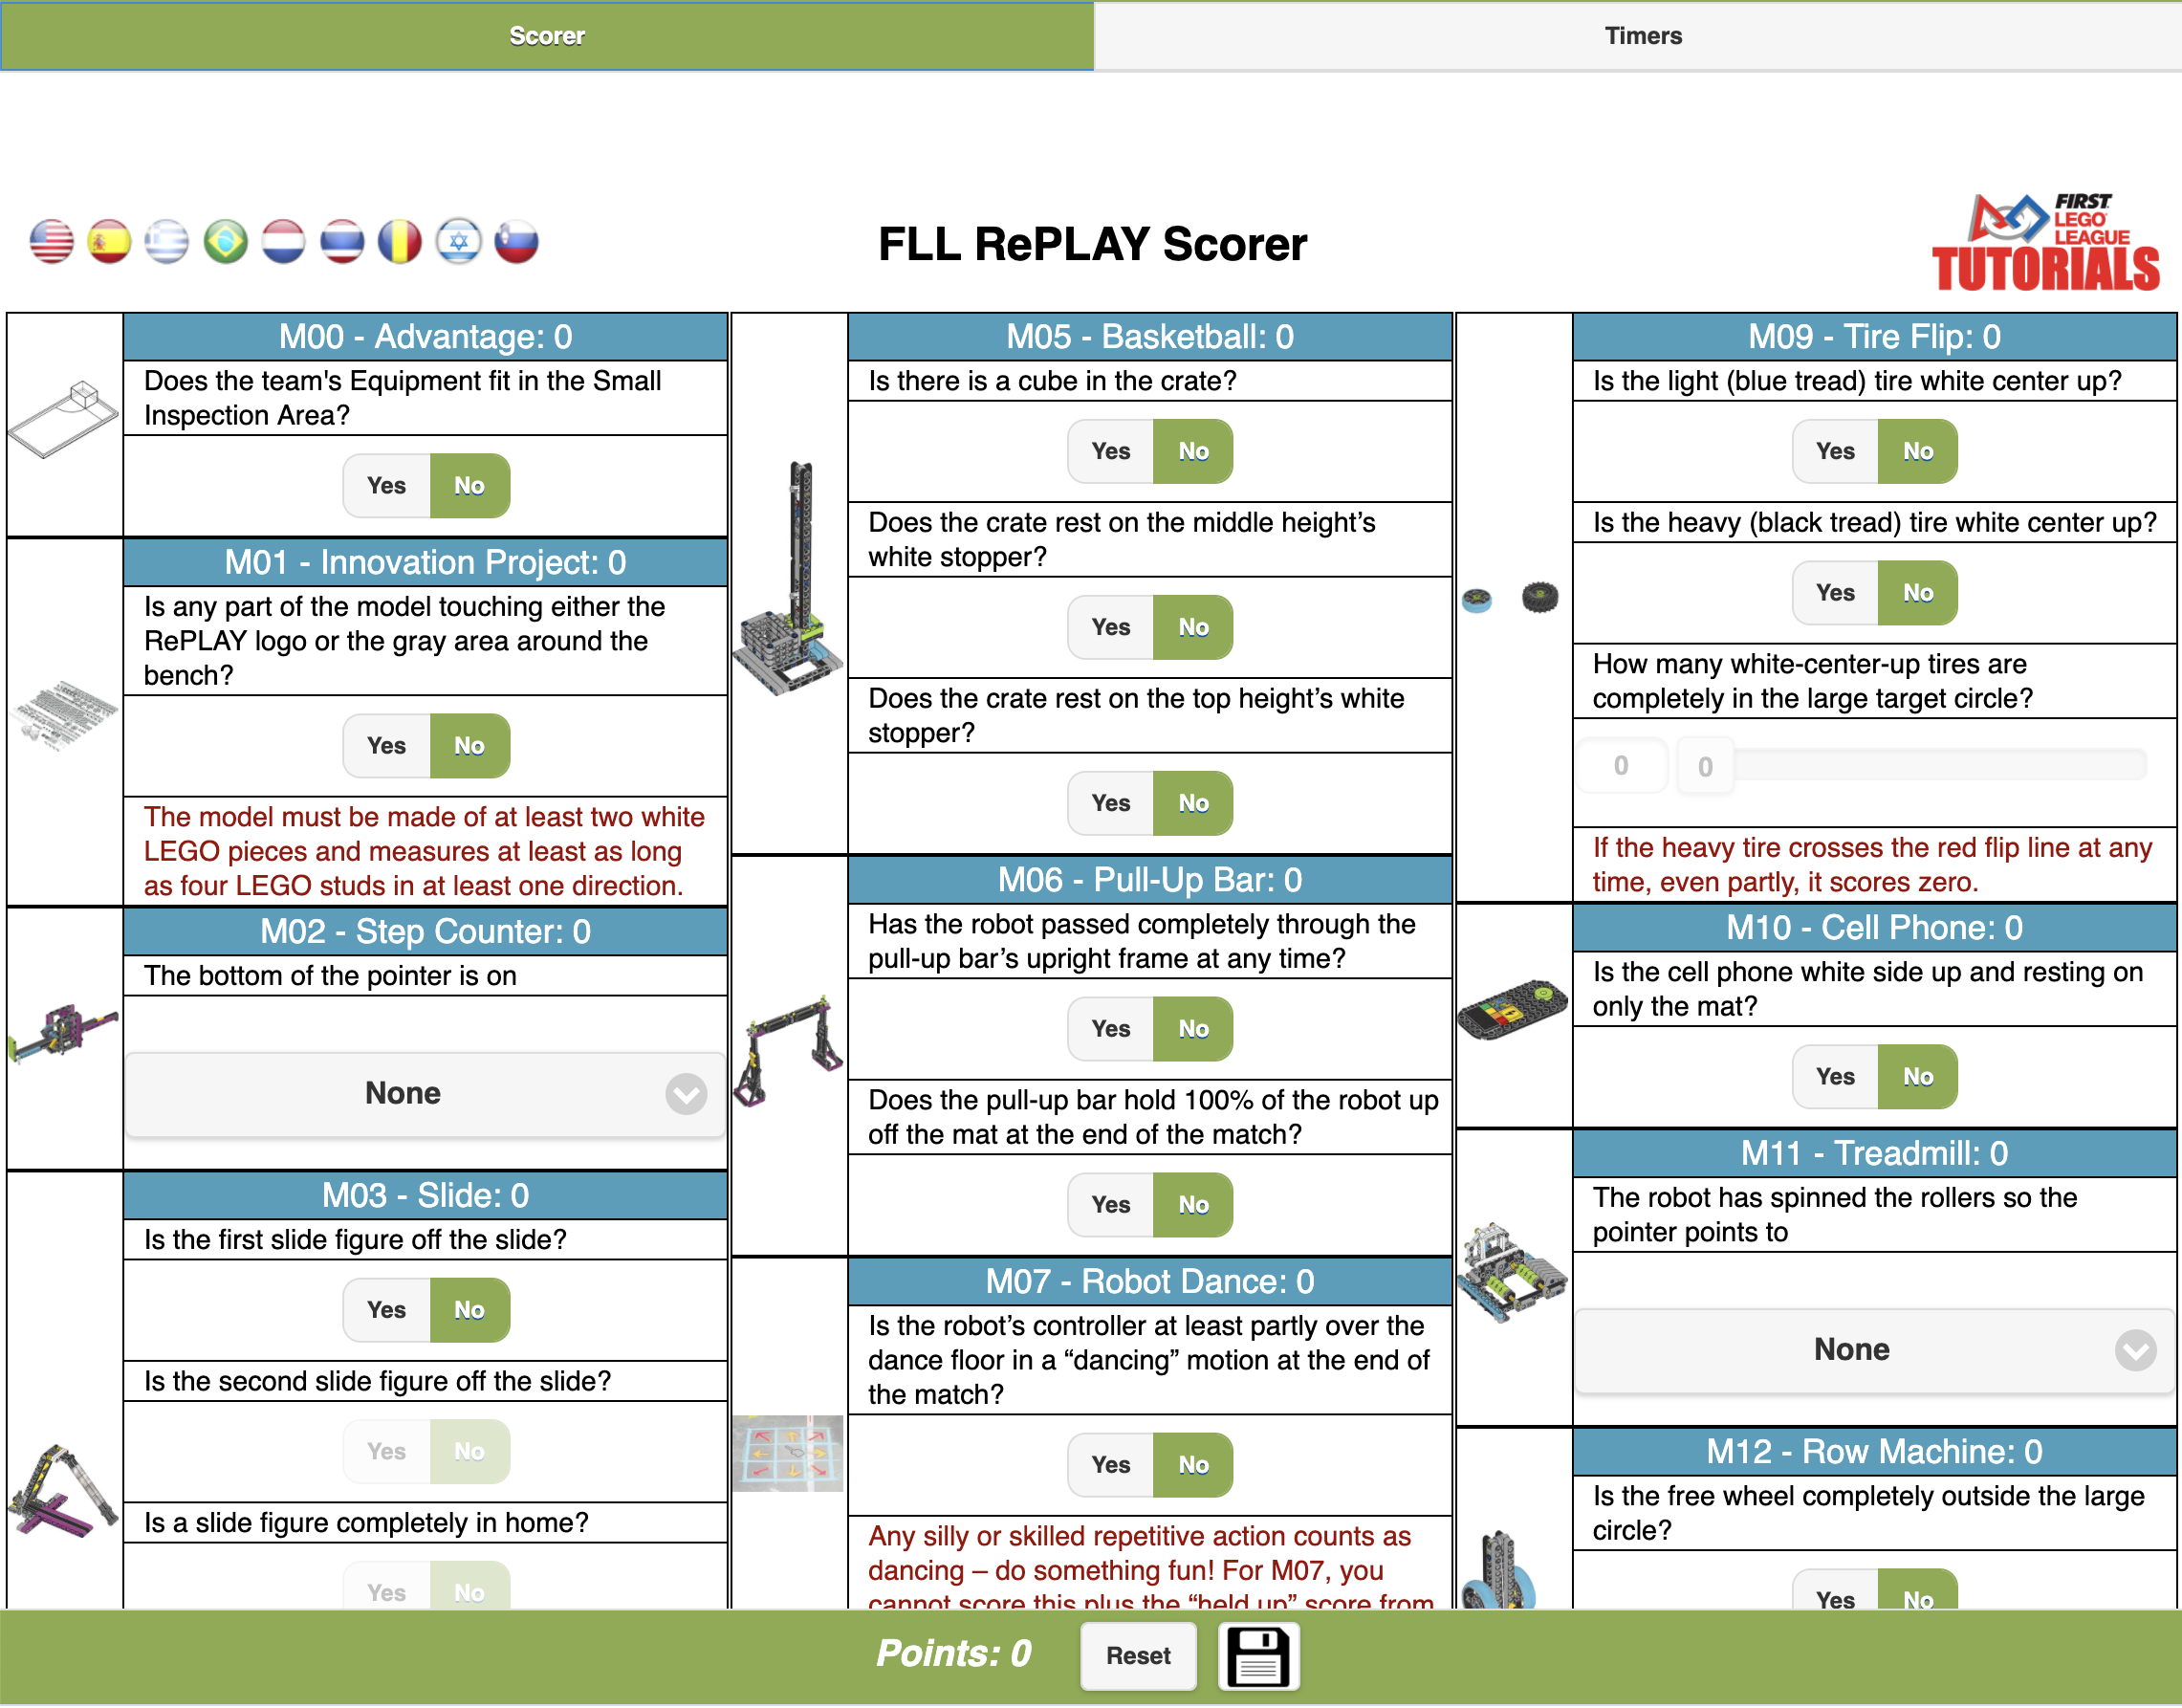 Scorer
Timers
FLL RePLAY Scorer
FIRST
LEGO
LEAGUE
TUTORIALS
M00 - Advantage: 0
Does the team's Equipment fit in the Small
Inspection Area?
Yes No
M01 - Innovation Project: 0
Is any part of the model touching either the
RePLAY logo or the gray area around the
bench?
Yes No
The model must be made of at least two white
LEGO pieces and measures at least as long
as four LEGO studs in at least one direction.
M02 - Step Counter: 0
The bottom of the pointer is on
None
M03 - Slide: 0
Is the first slide figure off the slide?
Yes No
Is the second slide figure off the slide?
Yes No
Is a slide figure completely in home?
Yes No
M05 - Basketball: 0
Is there is a cube in the crate?
Yes No
Does the crate rest on the middle height’s
white stopper?
Yes No
Does the crate rest on the top height’s white
stopper?
Yes No
M06 - Pull-Up Bar: 0
Has the robot passed completely through the
pull-up bar’s upright frame at any time?
Yes No
Does the pull-up bar hold 100% of the robot up
off the mat at the end of the match?
Yes No
M07 - Robot Dance: 0
Is the robot’s controller at least partly over the
dance floor in a “dancing” motion at the end of
the match?
Yes No
Any silly or skilled repetitive action counts as
dancing – do something fun! For M07, you
cannot score this plus the “held up” score from
M09 - Tire Flip: 0
Is the light (blue tread) tire white center up?
Yes No
Is the heavy (black tread) tire white center up?
Yes No
How many white-center-up tires are
completely in the large target circle?
0 0
If the heavy tire crosses the red flip line at any
time, even partly, it scores zero.
M10 - Cell Phone: 0
Is the cell phone white side up and resting on
only the mat?
Yes No
M11 - Treadmill: 0
The robot has spinned the rollers so the
pointer points to
None
M12 - Row Machine: 0
Is the free wheel completely outside the large
circle?
Yes No
Points: 0
Reset